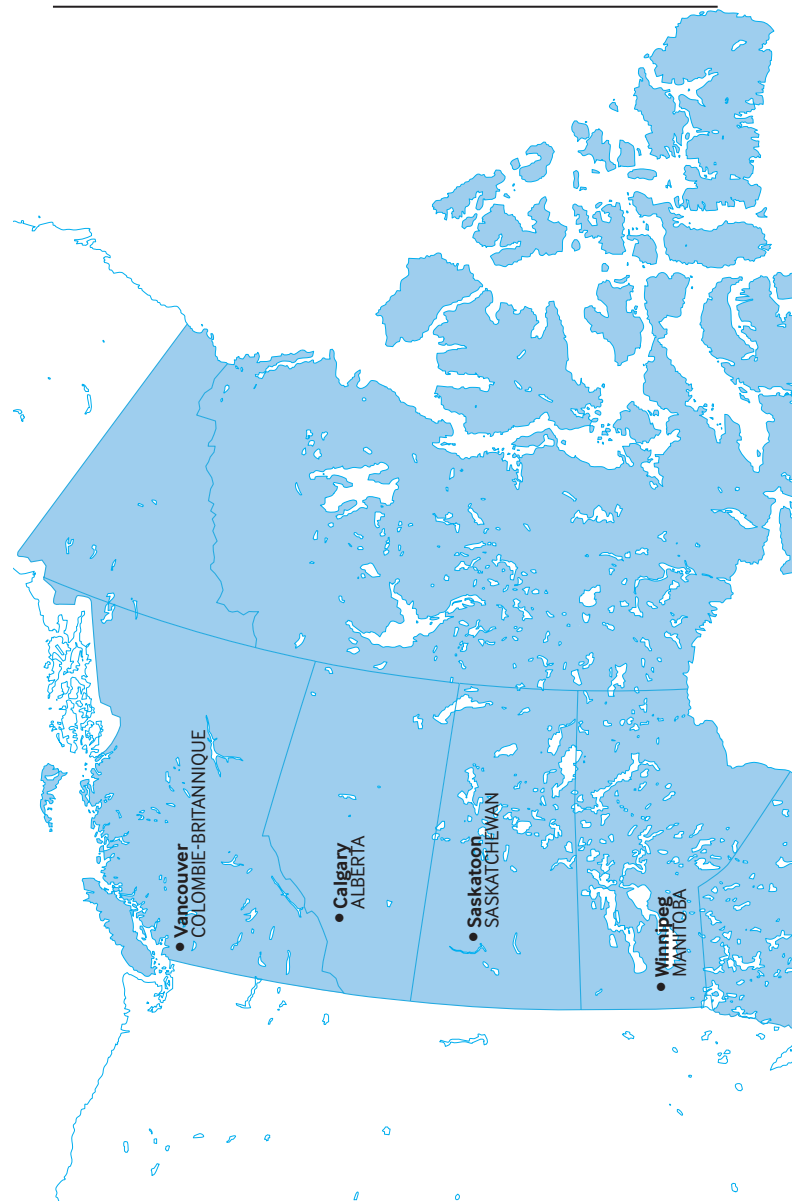 Vancouver
COLOMBIE-BRITANNIQUE
Calgary
ALBERTA
Saskatoon
SASKATCHEWAN
Winnipeg
MANITOBA